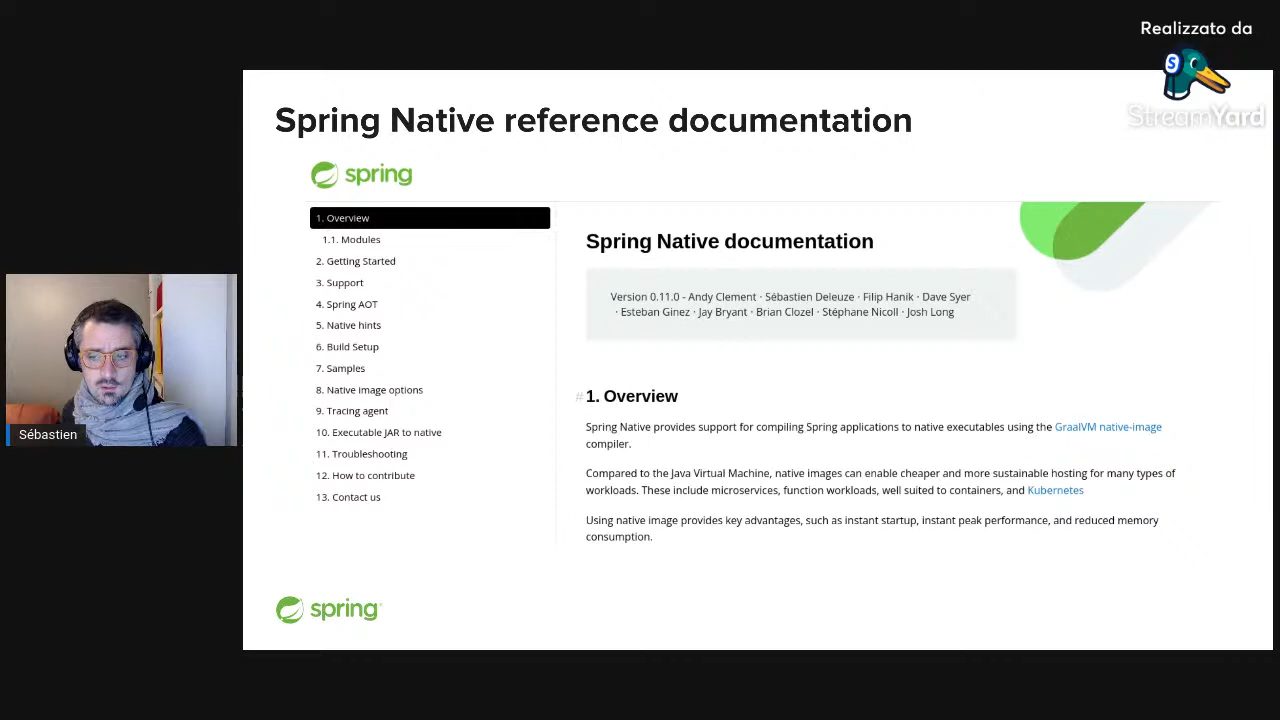 Realizzato da
StreamYard
Spring Native reference documentation
spring
1. Overview
1.1. Modules
2. Getting Started
3. Support
4. Spring AOT
5. Native hints
6. Build Setup
7. Samples
8. Native image options
9. Tracing agent
10. Executable JAR to native
11. Troubleshooting
12. How to contribute
13. Contact us
Spring Native documentation
Version 0.11.0 - Andy Clement · Sébastien Deleuze · Filip Hanik · Dave Syer
· Esteban Ginez · Jay Bryant · Brian Clozel · Stéphane Nicoll · Josh Long
# 1. Overview
Spring Native provides support for compiling Spring applications to native executables using the GraalVM native-image
compiler.
Compared to the Java Virtual Machine, native images can enable cheaper and more sustainable hosting for many types of
workloads. These include microservices, function workloads, well suited to containers, and Kubernetes
Using native image provides key advantages, such as instant startup, instant peak performance, and reduced memory
consumption.
spring
Sébastien